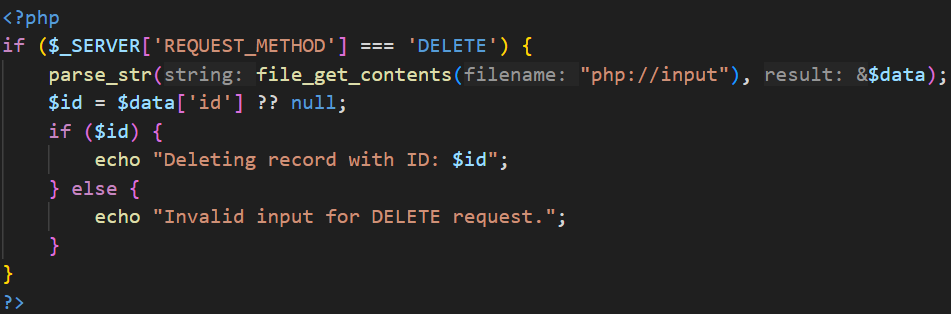 <?php
if ($_SERVER['REQUEST_METHOD'] === 'DELETE') {
    parse_str(string: file_get_contents(filename: "php://input"), result: &$data);
    $id = $data['id'] ?? null;
    if ($id) {
        echo "Deleting record with ID: $id";
    } else {
        echo "Invalid input for DELETE request.";
    }
}
?>